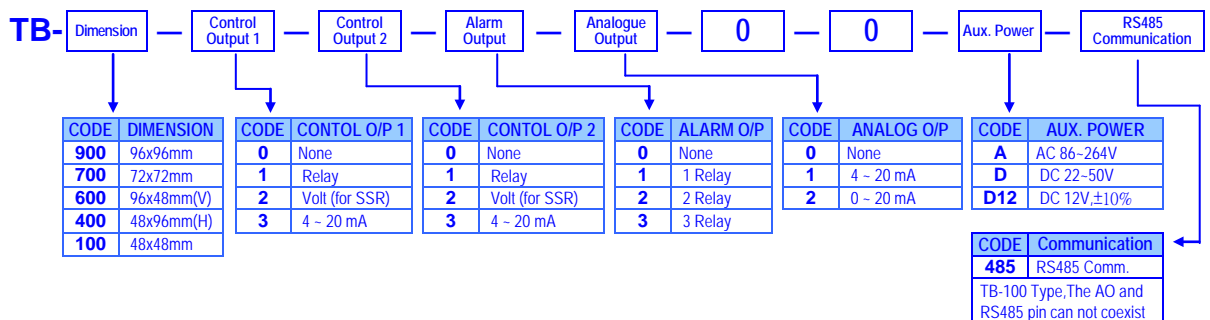 TB- Dimension — Control Output 1 — Control Output 2 — Alarm Output — Analogue Output — 0 — 0 — Aux. Power — RS485 Communication
CODE DIMENSION
900 96x96mm
700 72x72mm
600 96x48mm(V)
400 48x96mm(H)
100 48x48mm
CODE CONTOL O/P 1
0 None
1 Relay
2 Volt (for SSR)
3 4 ~ 20 mA
CODE CONTOL O/P 2
0 None
1 Relay
2 Volt (for SSR)
3 4 ~ 20 mA
CODE ALARM O/P
0 None
1 1 Relay
2 2 Relay
3 3 Relay
CODE ANALOG O/P
0 None
1 4 ~ 20 mA
2 0 ~ 20 mA
CODE AUX. POWER
A AC 86~264V
D DC 22~50V
D12 DC 12V,±10%
CODE Communication
485 RS485 Comm.
TB-100 Type,The AO and
RS485 pin can not coexist